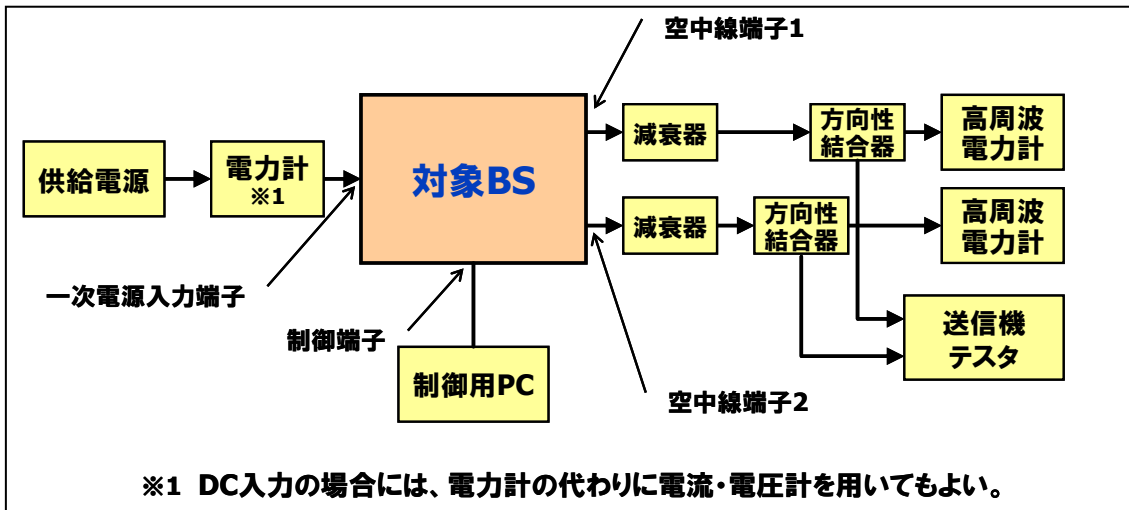 空中線端子1
供給電源
電力計
※1
対象BS
減衰器
方向性
結合器
高周波
電力計
減衰器
方向性
結合器
高周波
電力計
一次電源入力端子
制御端子
送信機
テスタ
制御用PC
空中線端子2
※1 DC入力の場合には、電力計の代わりに電流・電圧計を用いてもよい。